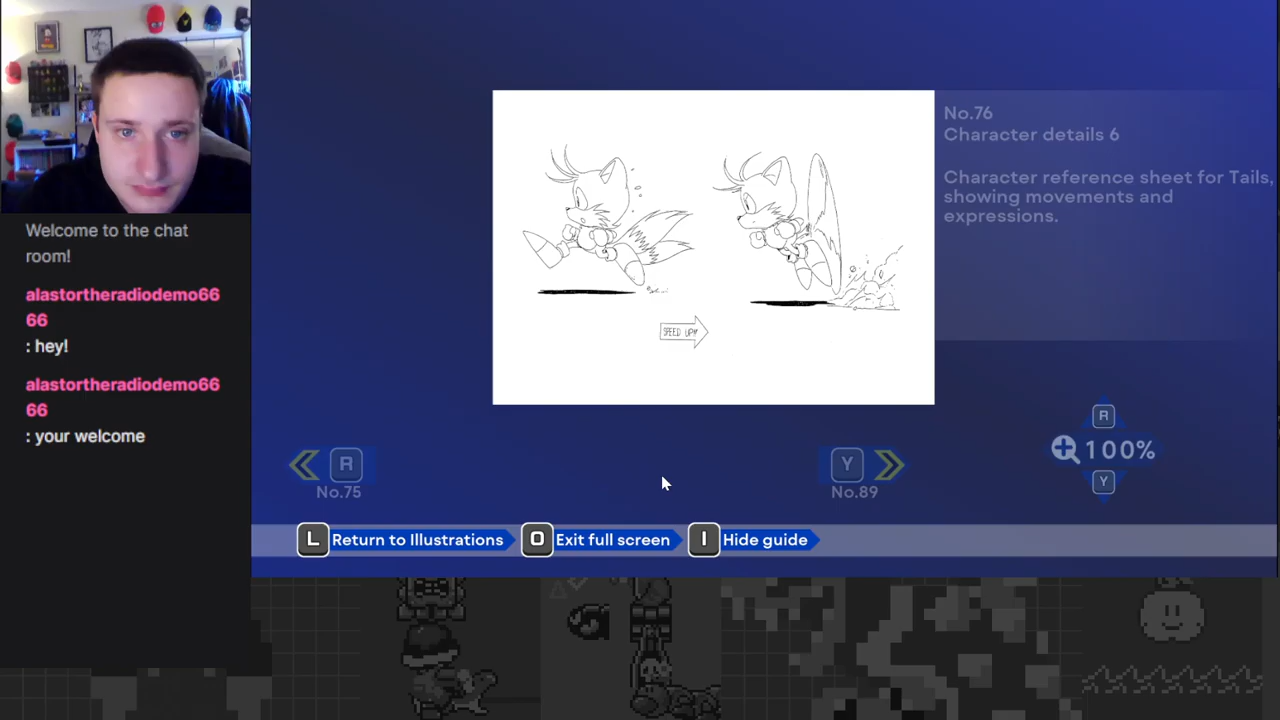 Welcome to the chat
room!
alastortheradiodemo66
66
: hey!
alastortheradiodemo66
66
: your welcome
SPEED UP!!
No.76
Character details 6
Character reference sheet for Tails,
showing movements and
expressions.
R
No.75
Y
No.89
R
100%
Y
L Return to Illustrations
O Exit full screen
I Hide guide